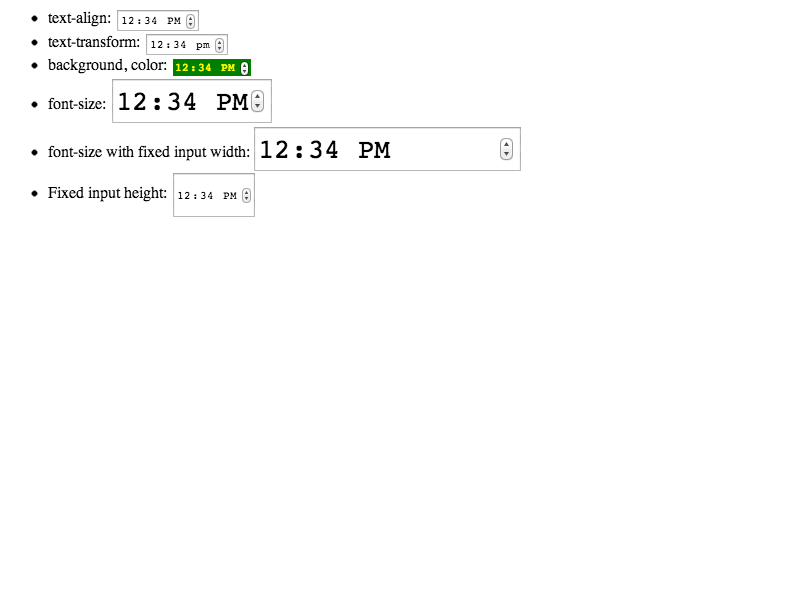 text-align: 12:34 PM
text-transform: 12:34 pm
background, color: 12:34 PM
font-size: 12:34 PM
font-size with fixed input width: 12:34 PM
Fixed input height: 12:34 PM